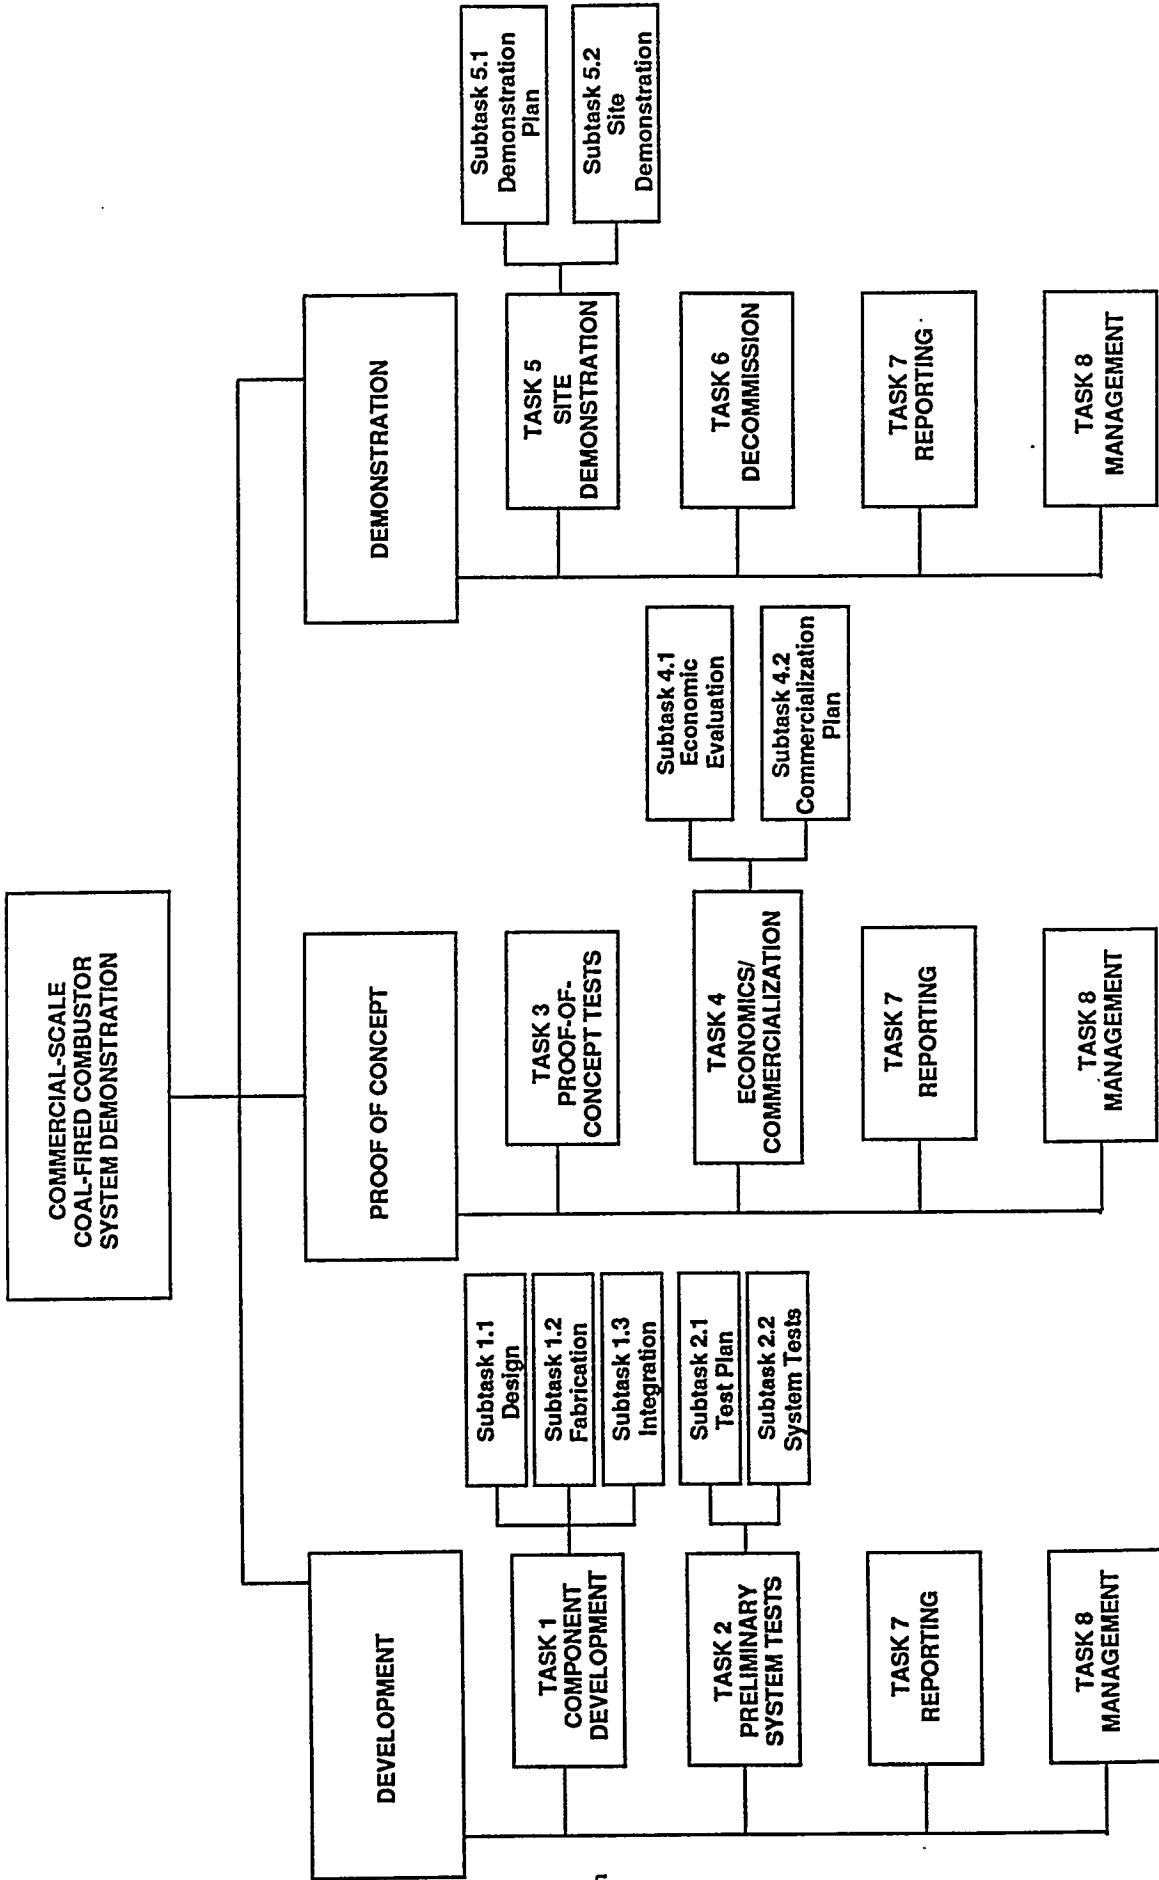 COMMERCIAL-SCALE
COAL-FIRED COMBUSTOR
SYSTEM DEMONSTRATION
DEVELOPMENT
TASK 1
COMPONENT
DEVELOPMENT
Subtask 1.1
Design
Subtask 1.2
Fabrication
Subtask 1.3
Integration
TASK 2
PRELIMINARY
SYSTEM TESTS
Subtask 2.1
Test Plan
Subtask 2.2
System Tests
TASK 7
REPORTING
TASK 8
MANAGEMENT
PROOF OF CONCEPT
TASK 3
PROOF-OF-
CONCEPT TESTS
TASK 4
ECONOMICS/
COMMERCIALIZATION
Subtask 4.1
Economic
Evaluation
Subtask 4.2
Commercialization
Plan
TASK 7
REPORTING
TASK 8
MANAGEMENT
DEMONSTRATION
TASK 5
SITE
DEMONSTRATION
Subtask 5.1
Demonstration
Plan
Subtask 5.2
Site
Demonstration
TASK 6
DECOMMISSION
TASK 7
REPORTING
TASK 8
MANAGEMENT